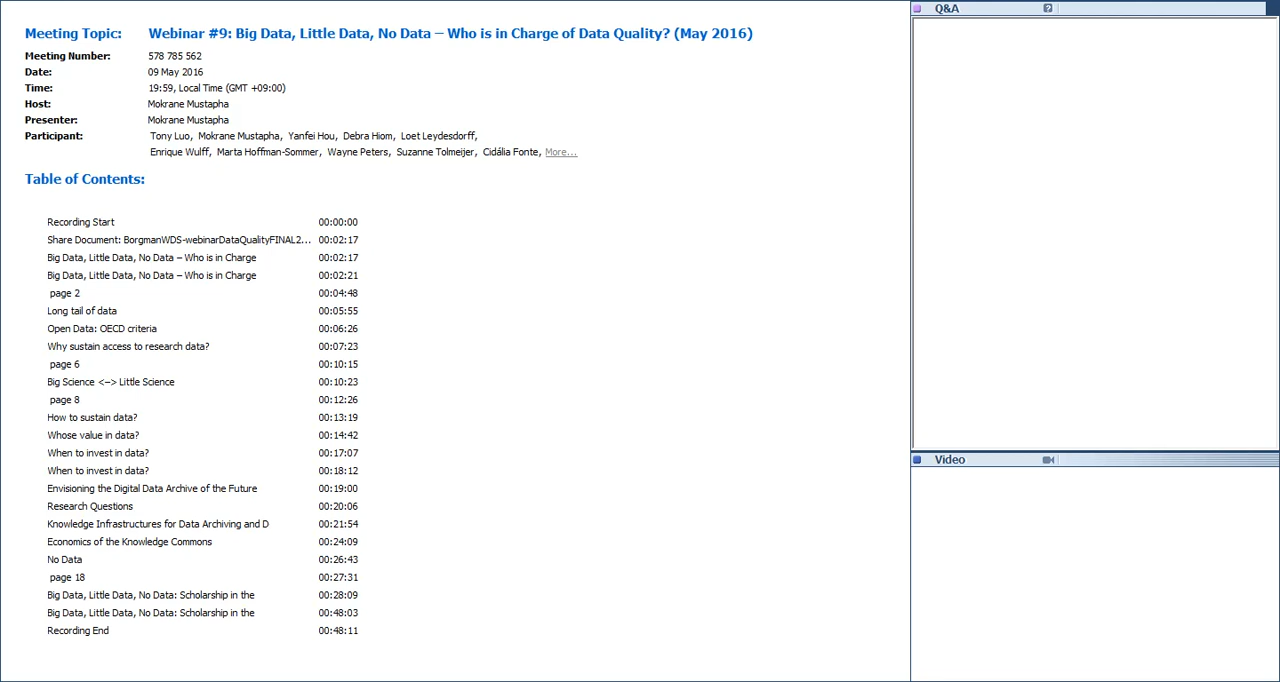 Meeting Topic: Webinar #9: Big Data, Little Data, No Data – Who is in Charge of Data Quality? (May 2016)
Meeting Number: 578 785 562
Date: 09 May 2016
Time: 19:59, Local Time (GMT +09:00)
Host: Mokrane Mustapha
Presenter: Mokrane Mustapha
Participant: Tony Luo, Mokrane Mustapha, Yanfei Hou, Debra Hiom, Loet Leydesdorff,
Enrique Wulff, Marta Hoffman-Sommer, Wayne Peters, Suzanne Tolmeijer, Cidália Fonte, More...
Table of Contents:
Recording Start 00:00:00
Share Document: BorgmanWDS-webinarDataQualityFINAL2... 00:02:17
Big Data, Little Data, No Data – Who is in Charge 00:02:17
Big Data, Little Data, No Data – Who is in Charge 00:02:21
page 2 00:04:48
Long tail of data 00:05:55
Open Data: OECD criteria 00:06:26
Why sustain access to research data? 00:07:23
page 6 00:10:15
Big Science <–> Little Science 00:10:23
page 8 00:12:26
How to sustain data? 00:13:19
Whose value in data? 00:14:42
When to invest in data? 00:17:07
When to invest in data? 00:18:12
Envisioning the Digital Data Archive of the Future 00:19:00
Research Questions 00:20:06
Knowledge Infrastructures for Data Archiving and D 00:21:54
Economics of the Knowledge Commons 00:24:09
No Data 00:26:43
page 18 00:27:31
Big Data, Little Data, No Data: Scholarship in the 00:28:09
Big Data, Little Data, No Data: Scholarship in the 00:48:03
Recording End 00:48:11
Q&A ?
Video